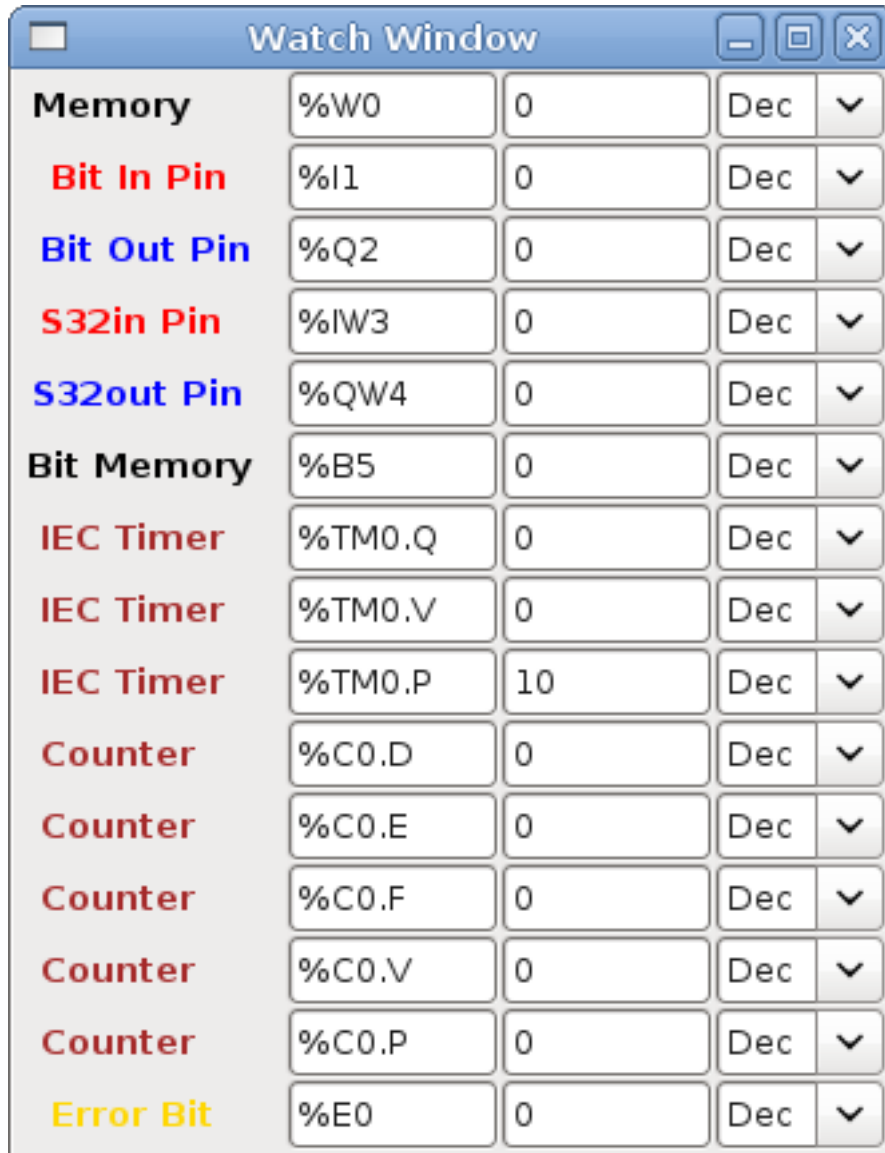 Watch Window
Memory %W0 0 Dec
Bit In Pin %I1 0 Dec
Bit Out Pin %Q2 0 Dec
S32in Pin %IW3 0 Dec
S32out Pin %QW4 0 Dec
Bit Memory %B5 0 Dec
IEC Timer %TM0.Q 0 Dec
IEC Timer %TM0.V 0 Dec
IEC Timer %TM0.P 10 Dec
Counter %C0.D 0 Dec
Counter %C0.E 0 Dec
Counter %C0.F 0 Dec
Counter %C0.V 0 Dec
Counter %C0.P 0 Dec
Error Bit %E0 0 Dec